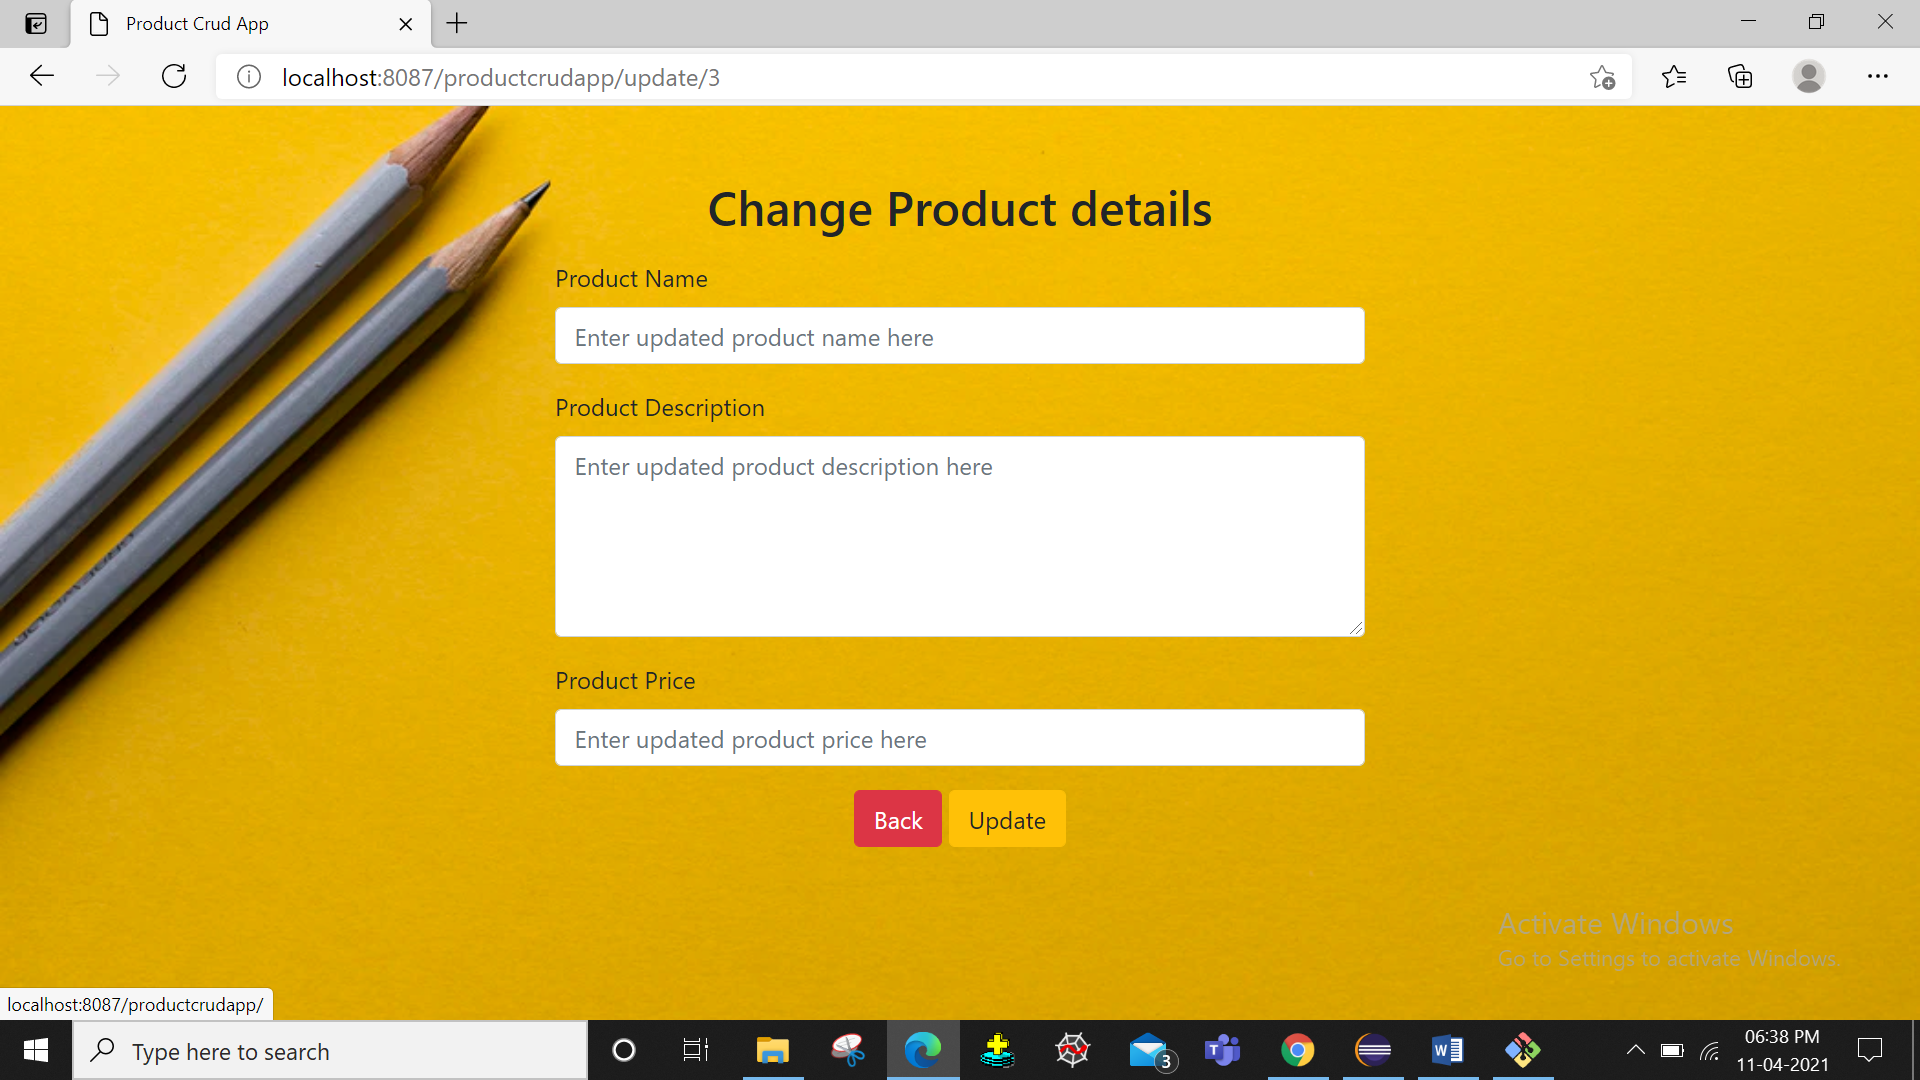 Product Crud App
localhost:8087/productcrudapp/update/3
Change Product details
Product Name
Enter updated product name here
Product Description
Enter updated product description here
Product Price
Enter updated product price here
Back Update
Activate Windows
Go to Settings to activate Windows.
localhost:8087/productcrudapp/
Type here to search
3
06:38 PM
11-04-2021